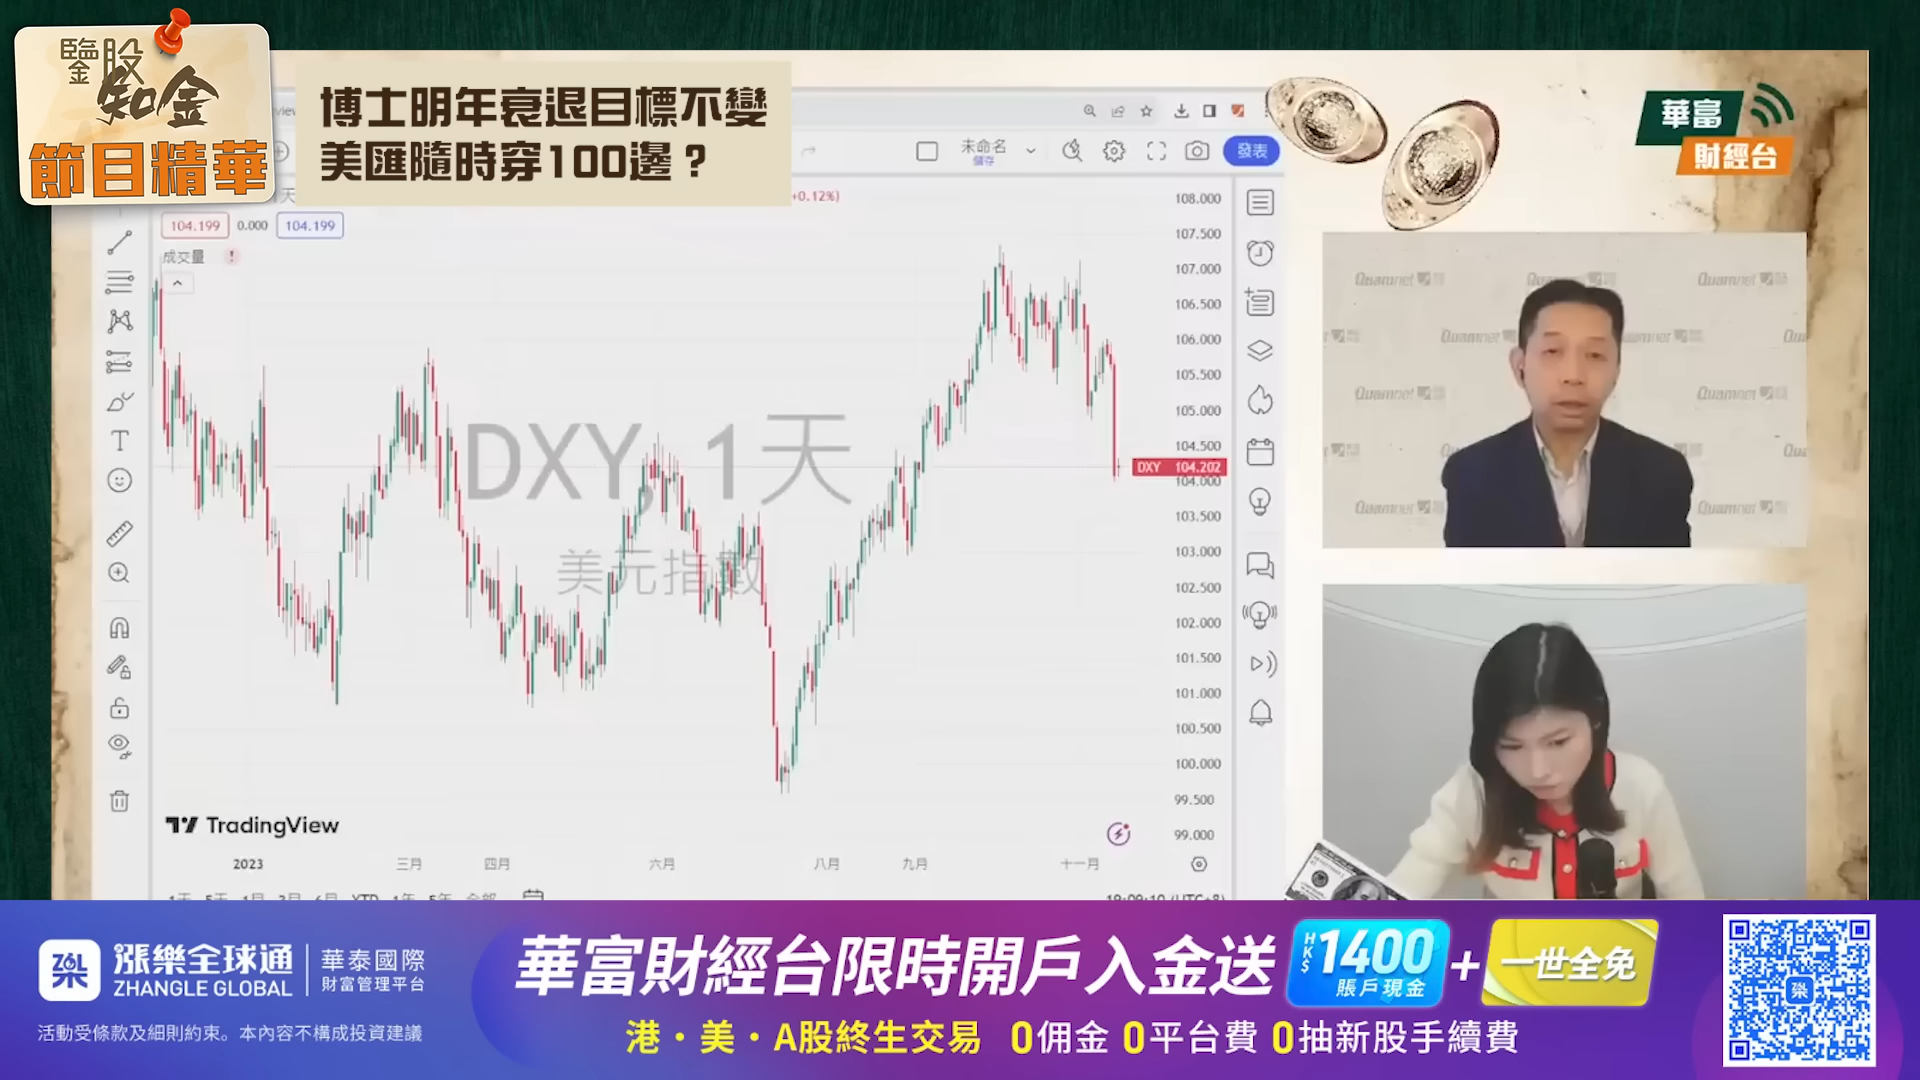 鑒股
知金
節目精華
博士明年衰退目標不變
美匯隨時穿100邊？
未命名
儲存
發表
華富
財經台
+0.12%)
104.199 0.000 104.199
成交量
DXY, 1天
美元指數
108.000
107.500
107.000
106.500
106.000
105.500
105.000
104.500
DXY 104.202
104.000
103.500
103.000
102.500
102.000
101.500
101.000
100.500
100.000
99.500
99.000
TradingView
2023 三月 四月 六月 八月 九月 十一月
Quamnet
漲樂全球通
ZHANGLE GLOBAL
華泰國際
財富管理平台
活動受條款及細則約束。本內容不構成投資建議
華富財經台限時開戶入金送
HK$1400
賬戶現金
+
一世全免
港・美・A股終生交易 0佣金 0平台費 0抽新股手續費